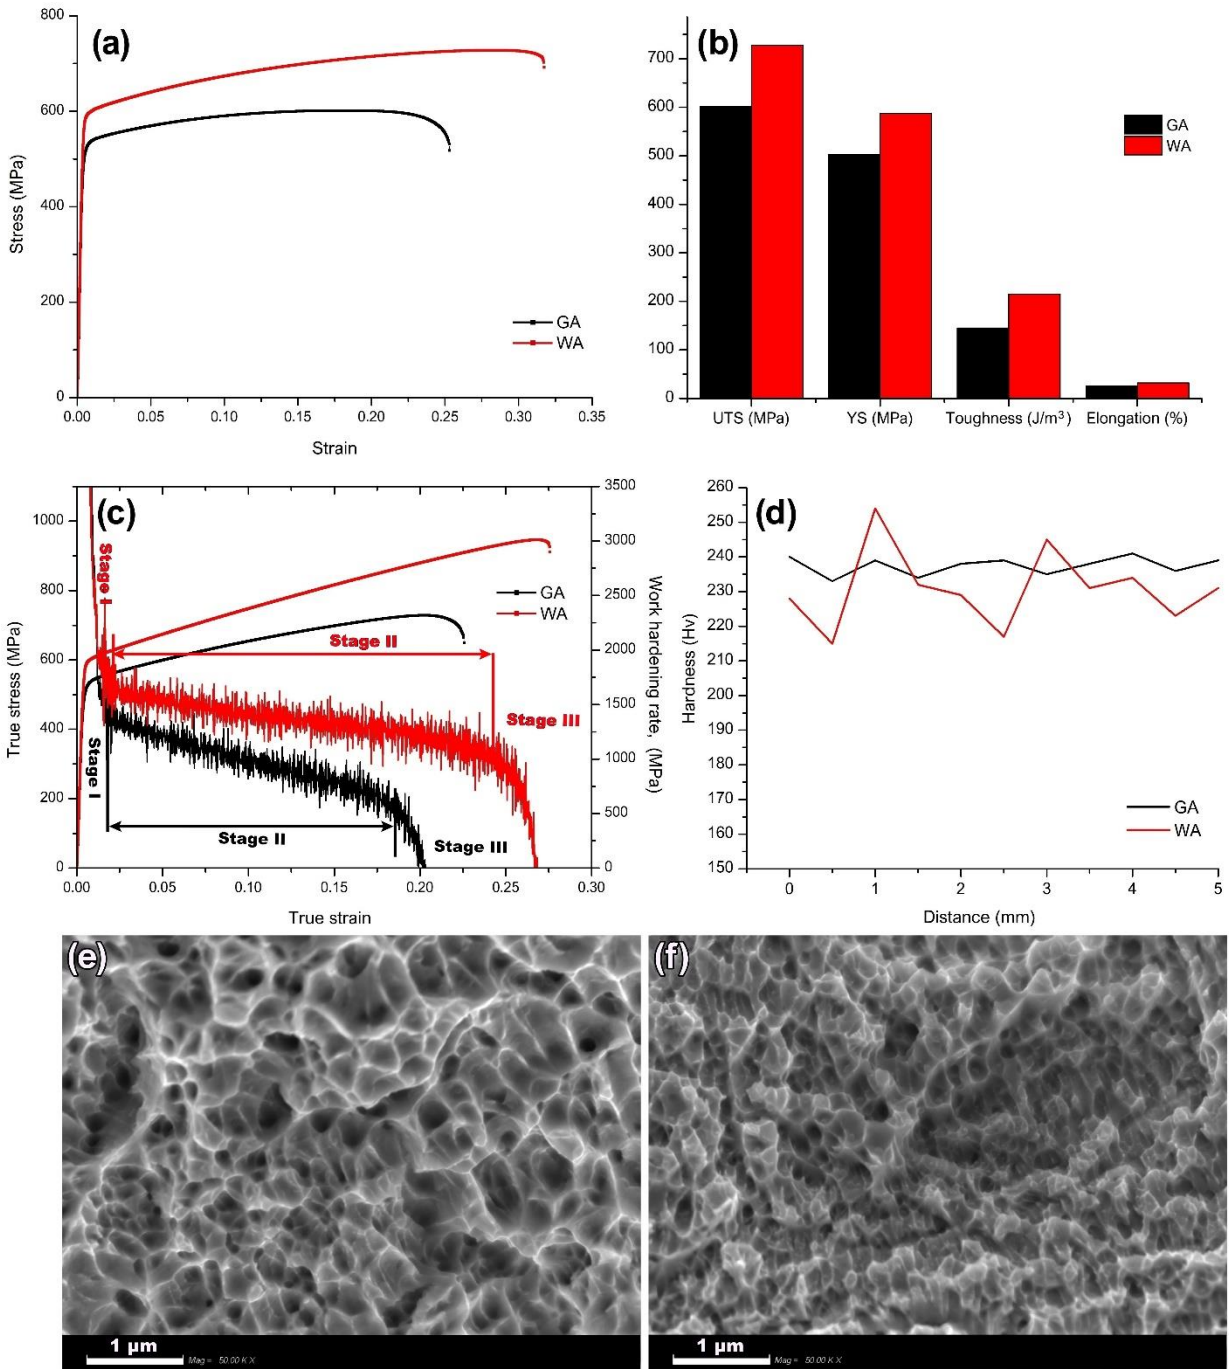 (a)
800
600
400
200
0
Stress (MPa)
GA
WA
0.00 0.05 0.10 0.15 0.20 0.25 0.30 0.35
Strain
(b)
700
600
500
400
300
200
100
0
GA
WA
UTS (MPa) YS (MPa) Toughness (J/m³) Elongation (%)
(c)
1000
800
600
400
200
0
True stress (MPa)
3500
3000
2500
2000
1500
1000
500
0
Work hardening rate, (MPa)
GA
WA
Stage I
Stage II
Stage III
Stage I
Stage II
Stage III
0.00 0.05 0.10 0.15 0.20 0.25 0.30
True strain
(d)
260
250
240
230
220
210
200
190
180
170
160
150
Hardness (Hv)
GA
WA
0 1 2 3 4 5
Distance (mm)
(e)
1 µm
Mag = 50.00 K X
(f)
1 µm
Mag = 50.00 K X